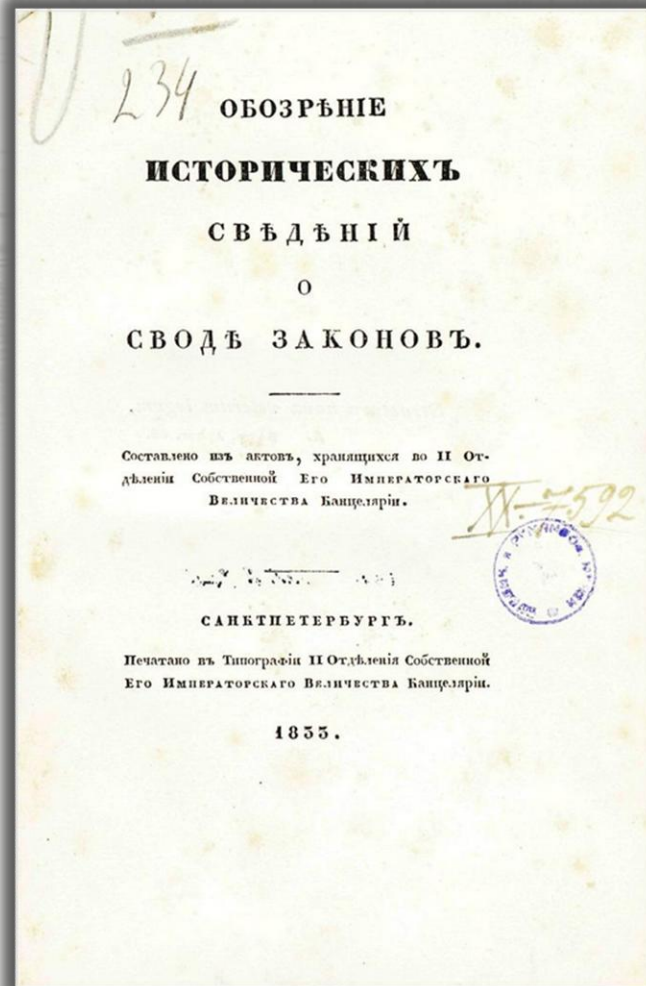 234
ОБОЗРѢНІЕ
ИСТОРИЧЕСКИХЪ
СВѢДѢНІЙ
О
СВОДѢ ЗАКОНОВЪ.
Составлено изъ актовъ, хранящихся во II От-
дѣленіи Собственной Его Императорскаго
Величества Канцеляріи.
XX-7592
САНКТПЕТЕРБУРГЪ.
Печатано въ Типографіи II Отдѣленія Собственной
Его Императорскаго Величества Канцеляріи.
1833.